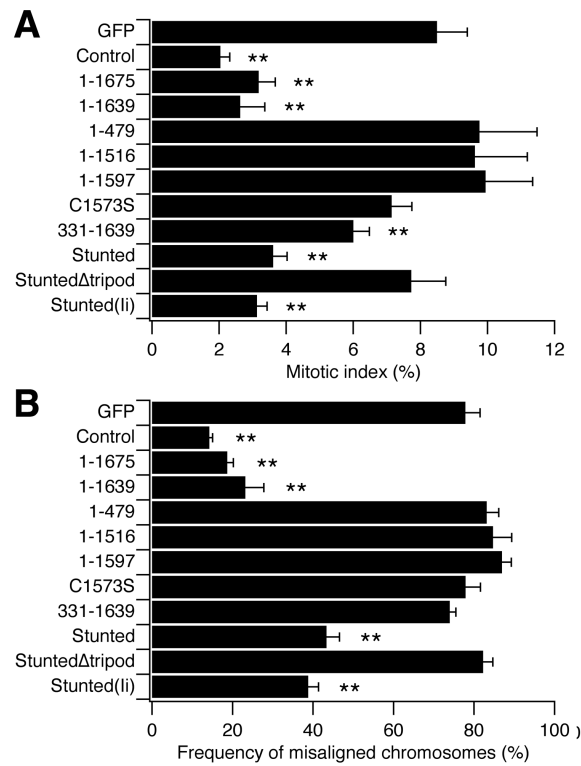 A
GFP
Control **
1-1675 **
1-1639 **
1-479
1-1516
1-1597
C1573S
331-1639 **
Stunted **
StuntedΔtripod
Stunted(Ii) **
0 2 4 6 8 10 12
Mitotic index (%)
B
GFP
Control **
1-1675 **
1-1639 **
1-479
1-1516
1-1597
C1573S
331-1639
Stunted **
StuntedΔtripod
Stunted(Ii) **
0 20 40 60 80 100
Frequency of misaligned chromosomes (%)